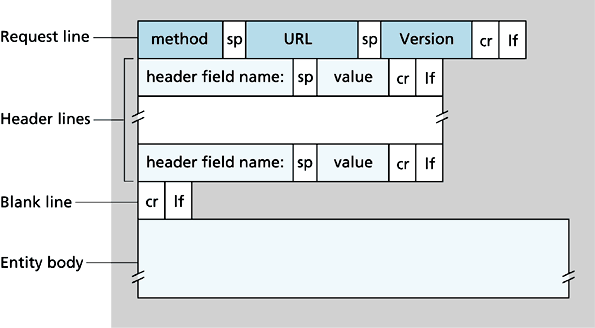 Request line method sp URL sp Version cr lf
header field name: sp value cr lf
Header lines
header field name: sp value cr lf
Blank line cr lf
Entity body